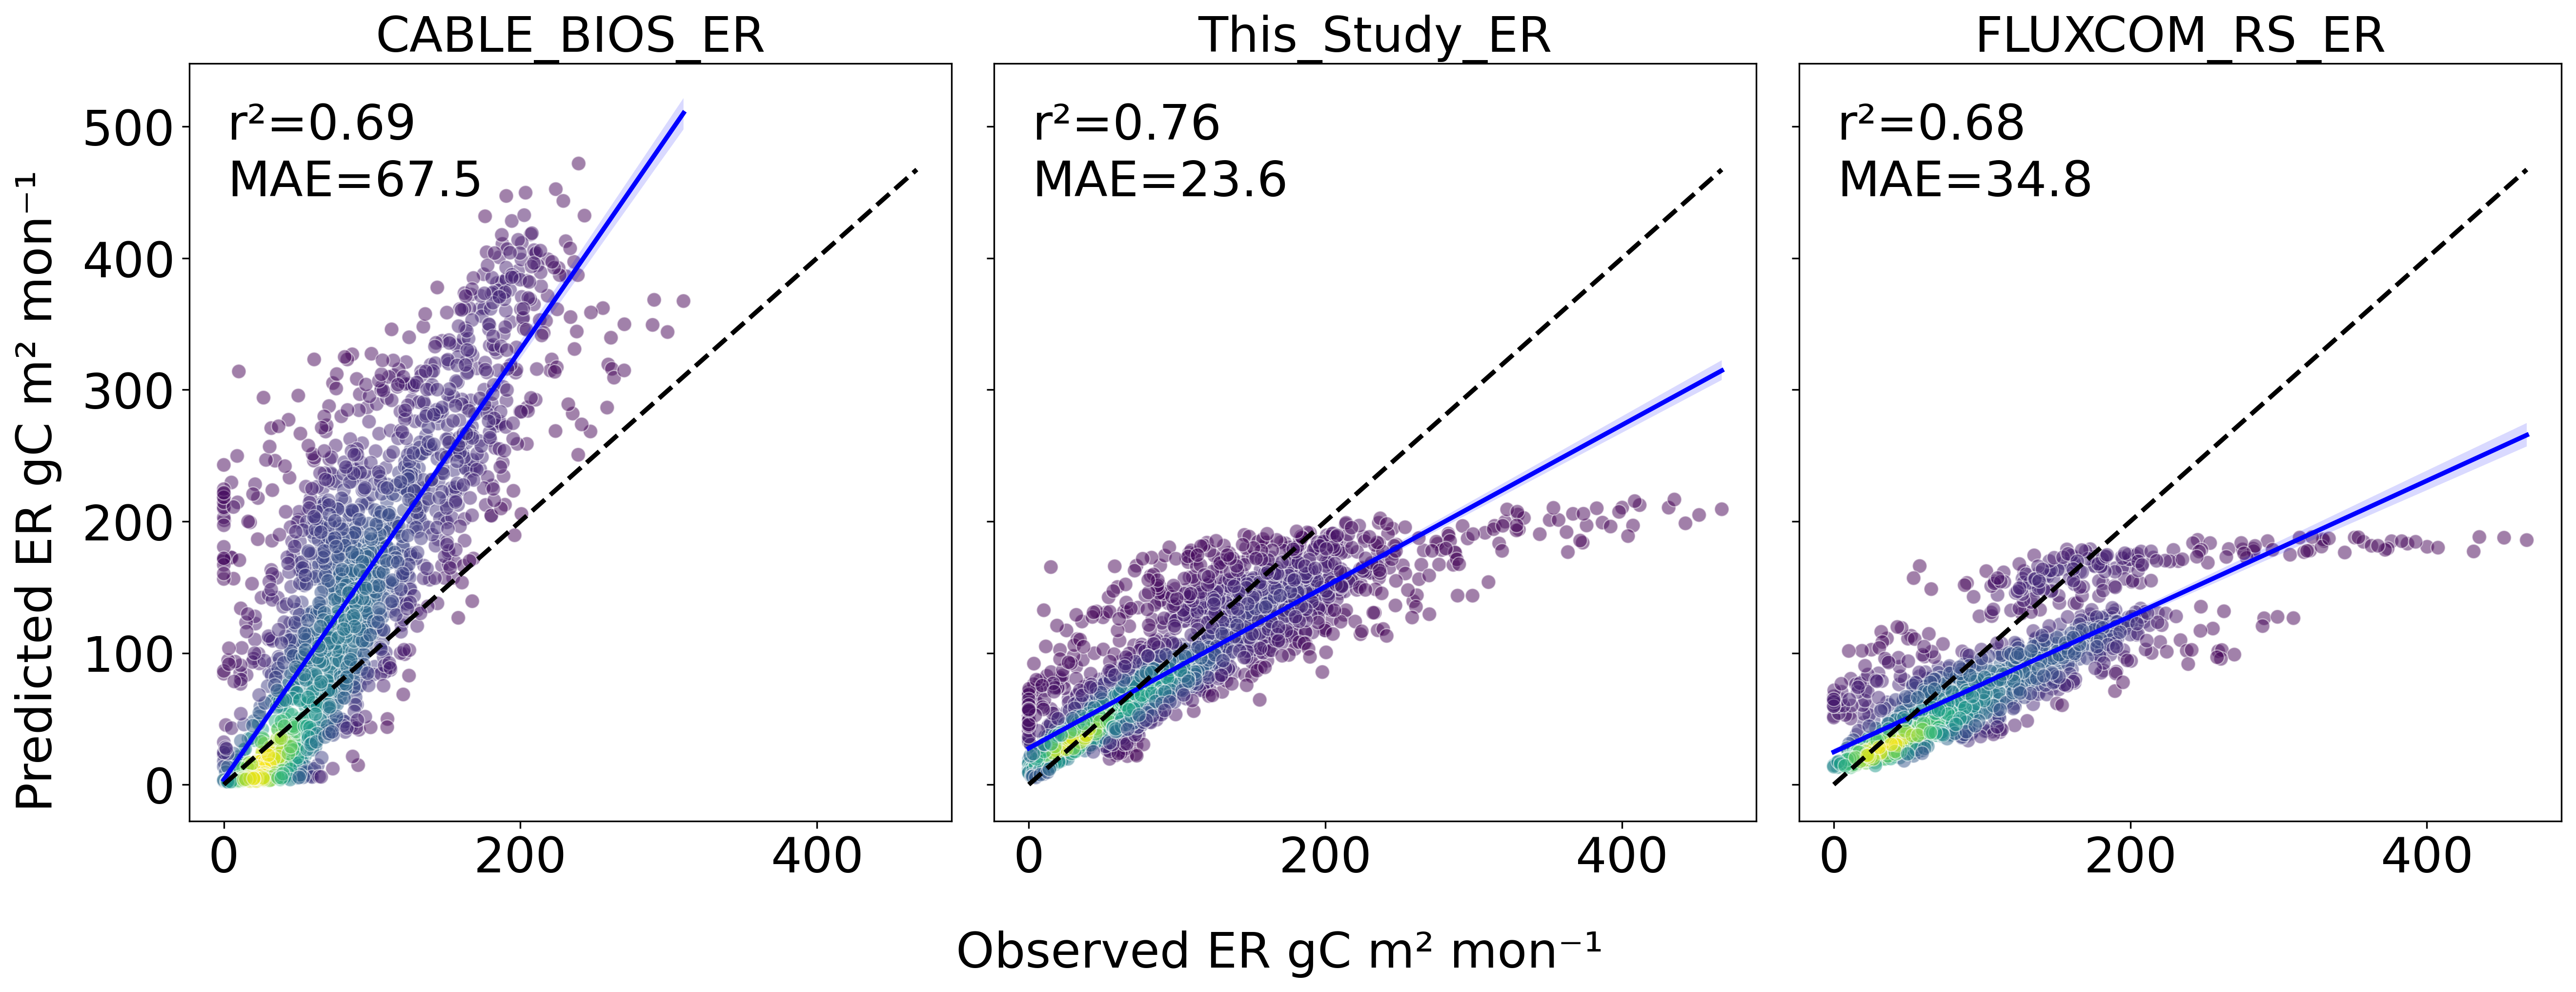 CABLE_BIOS_ER
This_Study_ER
FLUXCOM_RS_ER
r²=0.69
MAE=67.5
r²=0.76
MAE=23.6
r²=0.68
MAE=34.8
Predicted ER gC m² mon⁻¹
500
400
300
200
100
0
0 200 400
0 200 400
0 200 400
Observed ER gC m² mon⁻¹